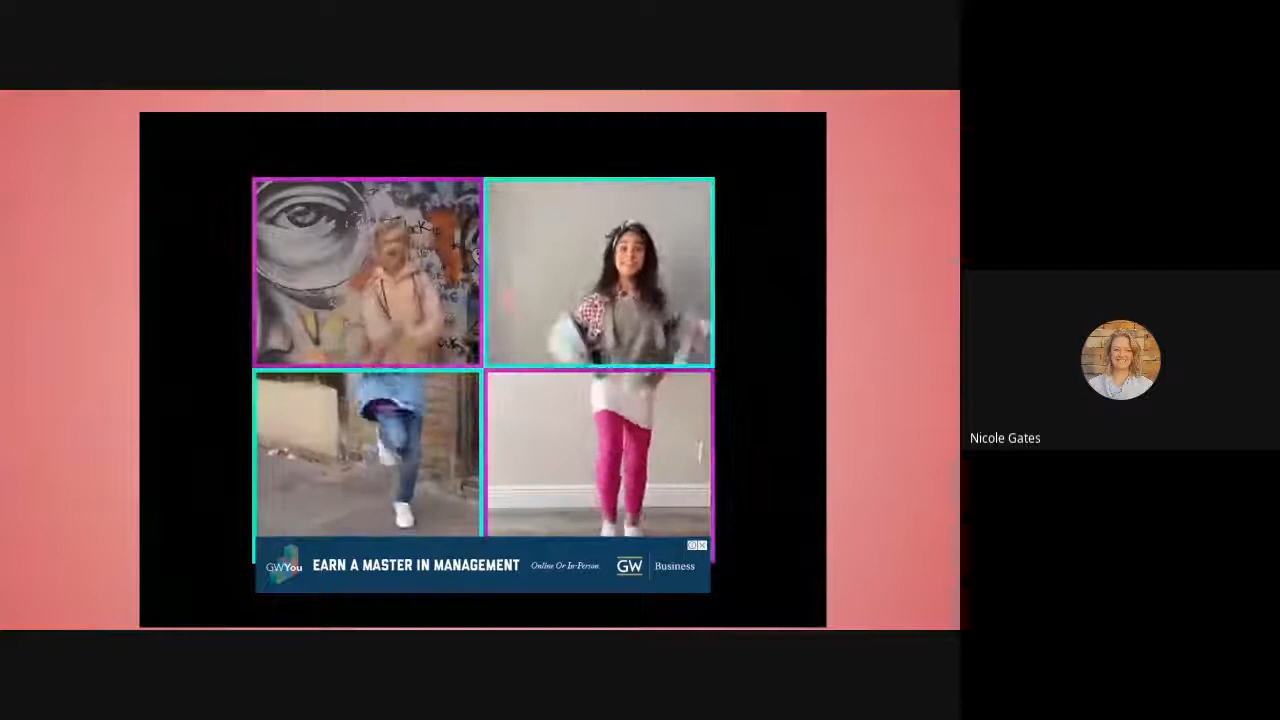 GWYou
EARN A MASTER IN MANAGEMENT
Online Or In-Person.
GW
Business
Nicole Gates